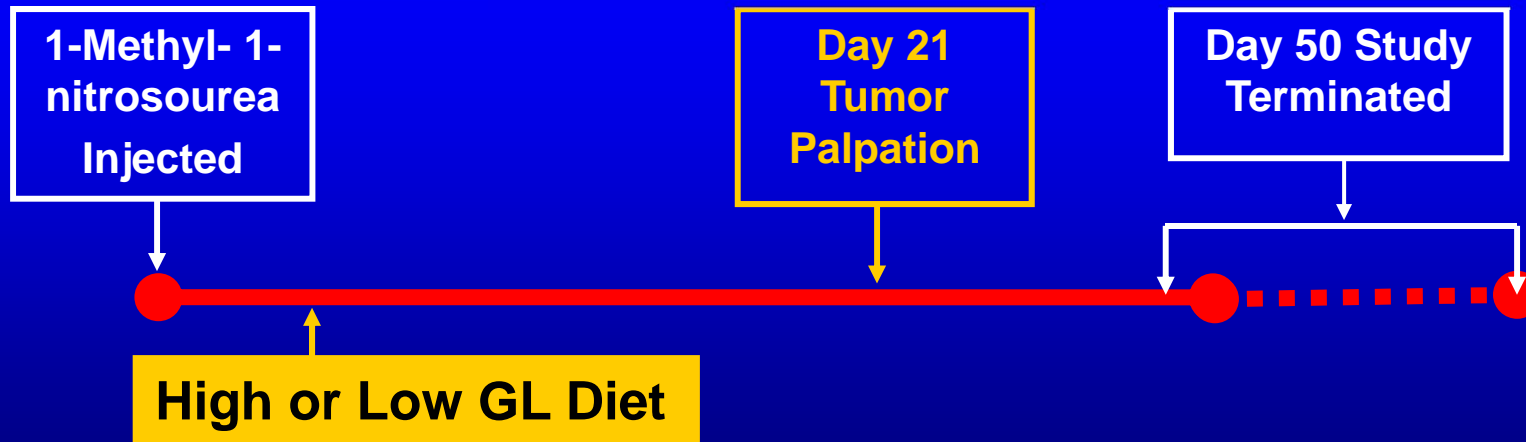 1-Methyl- 1-
nitrosourea
Injected
Day 21
Tumor
Palpation
Day 50 Study
Terminated
High or Low GL Diet